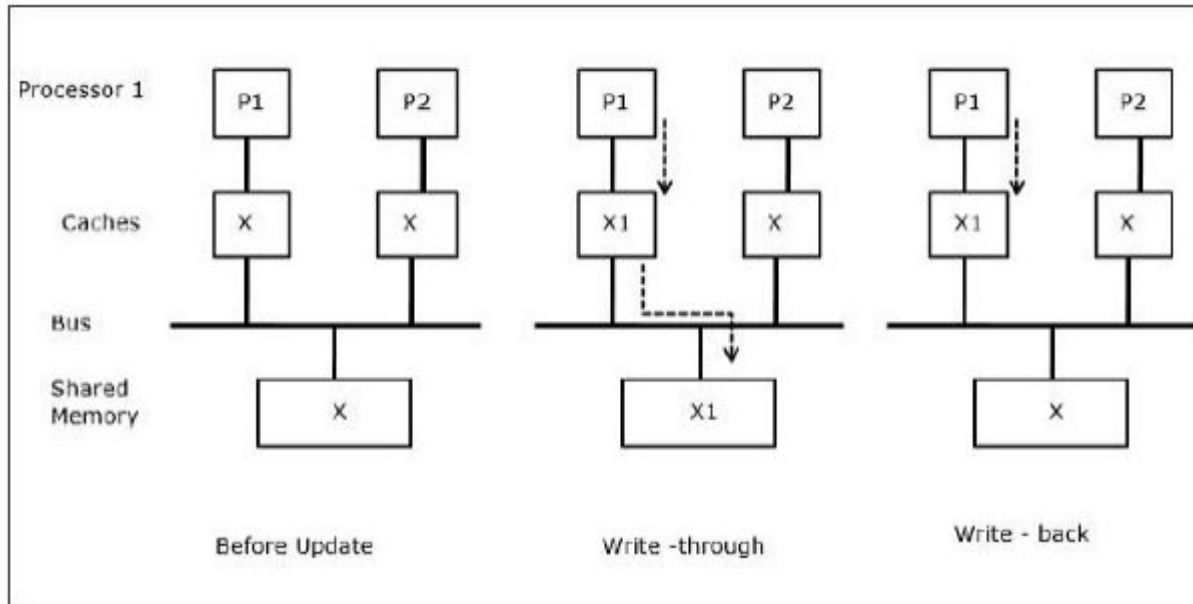 Processor 1
P1
P2
P1
P2
P1
P2
Caches
X
X
X1
X
X1
X
Bus
Shared
Memory
X
X1
X
Before Update
Write -through
Write - back